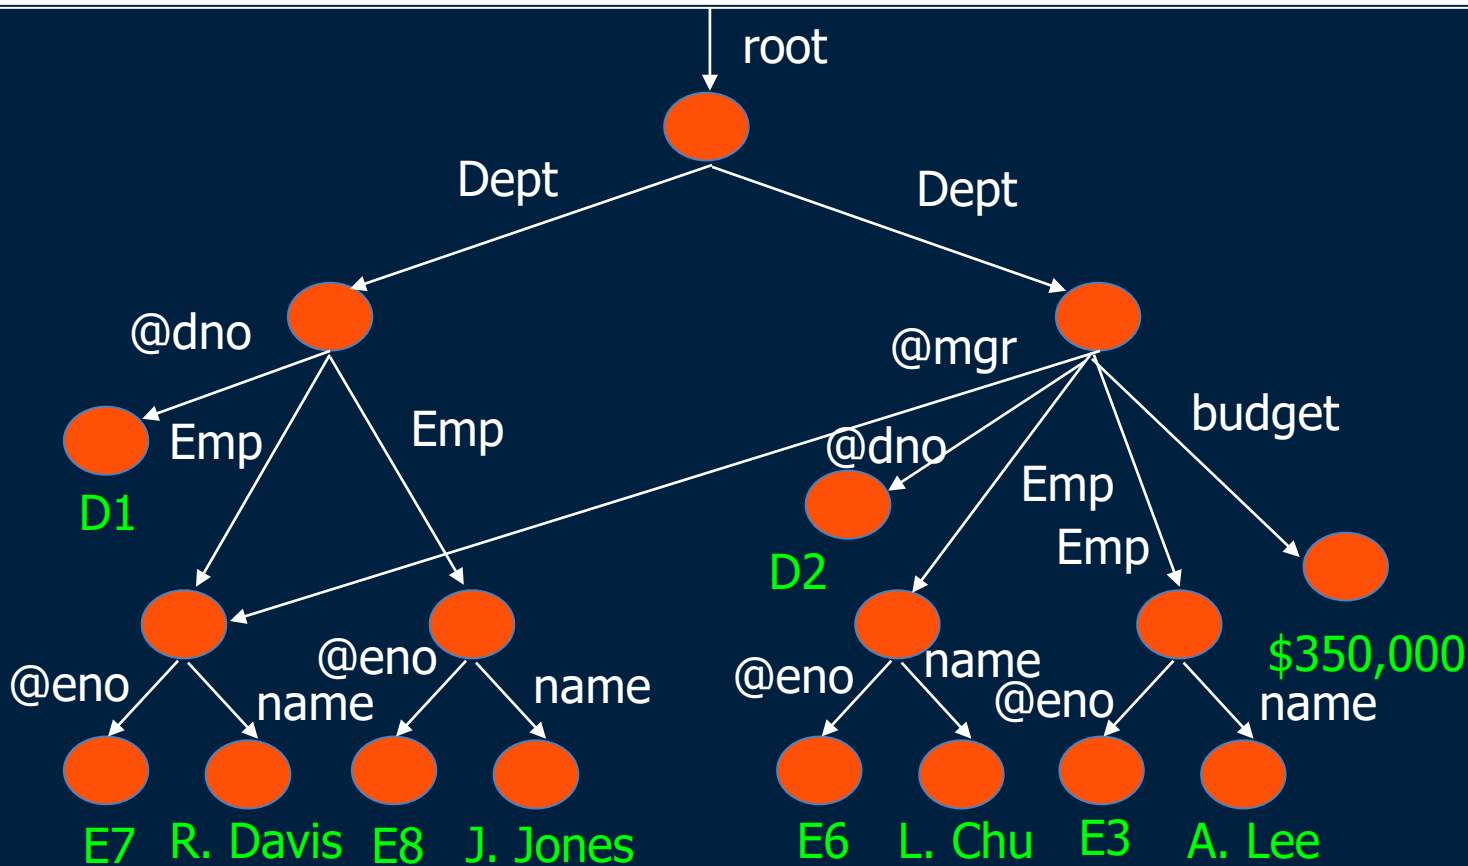 root
Dept
Dept
@dno
@mgr
Emp
Emp
@dno
budget
D1
Emp
D2
Emp
@eno
name
@eno
name
@eno
name
@eno
name
$350,000
E7
R. Davis
E8
J. Jones
E6
L. Chu
E3
A. Lee